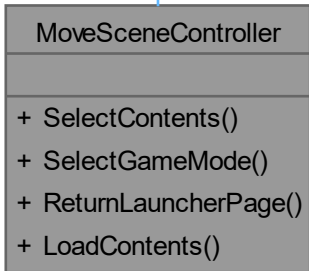 MoveSceneController
+ SelectContents()
+ SelectGameMode()
+ ReturnLauncherPage()
+ LoadContents()